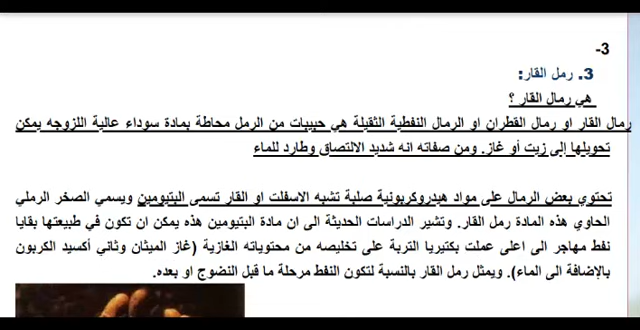 3-
3. رمل القار:
هي رمال القار ؟
رمال القار او رمال القطران او الرمال النفطية الثقيلة هي حبيبات من الرمل محاطة بمادة سوداء عالية اللزوجه يمكن
تحويلها إلى زيت أو غاز. ومن صفاته انه شديد الالتصاق وطارد للماء
تحتوي بعض الرمال على مواد هيدروكربونية صلبة تشبه الاسفلت او القار تسمى البتيومين ويسمي الصخر الرملي
الحاوي هذه المادة رمل القار. وتشير الدراسات الحديثة الى ان مادة البتيومين هذه يمكن ان تكون في طبيعتها بقايا
نفط مهاجر الى اعلى عملت بكتيريا التربة على تخليصه من محتوياته الغازية (غاز الميثان وثاني أكسيد الكربون
بالإضافة الى الماء). ويمثل رمل القار بالنسبة لتكون النفط مرحلة ما قبل النضوج او بعده.